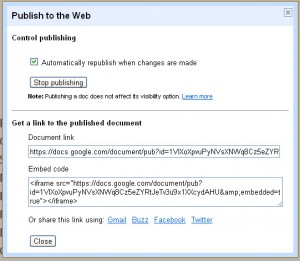 Publish to the Web
Control publishing
Automatically republish when changes are made
Stop publishing
Note: Publishing a doc does not affect its visibility option. Learn more
Get a link to the published document
Document link
https://docs.google.com/document/pub?id=1VlXoXpwuPyNVsXNWq8Cz5eZYR
Embed code
<iframe src="https://docs.google.com/document/pub?
id=1VlXoXpwuPyNVsXNWq8Cz5eZYRtJeTv3u9x1XXcydAHU&amp;embedded=t
rue"></iframe>
Or share this link using: Gmail Buzz Facebook Twitter
Close